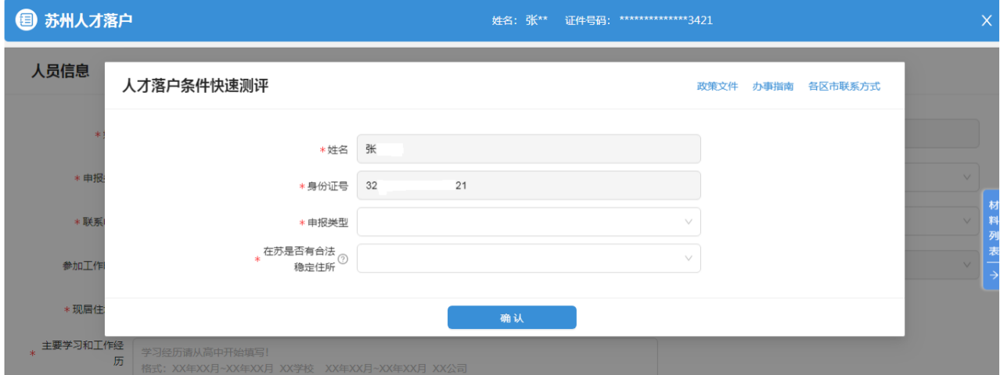 苏州人才落户
姓名：张** 证件号码：**************3421
X
人员信息
人才落户条件快速测评
政策文件 办事指南 各区市联系方式
*姓名 张
*身份证号 32 21
*申报类型
*在苏是否有合法
稳定住所 ?
确认
*申报
*联系
参加工作
*现居住
*主要学习和工作经
历
学习经历请从高中开始填写！
格式：XX年XX月~XX年XX月 XX学校 XX年XX月~XX年XX月 XX公司
材
料
列
表